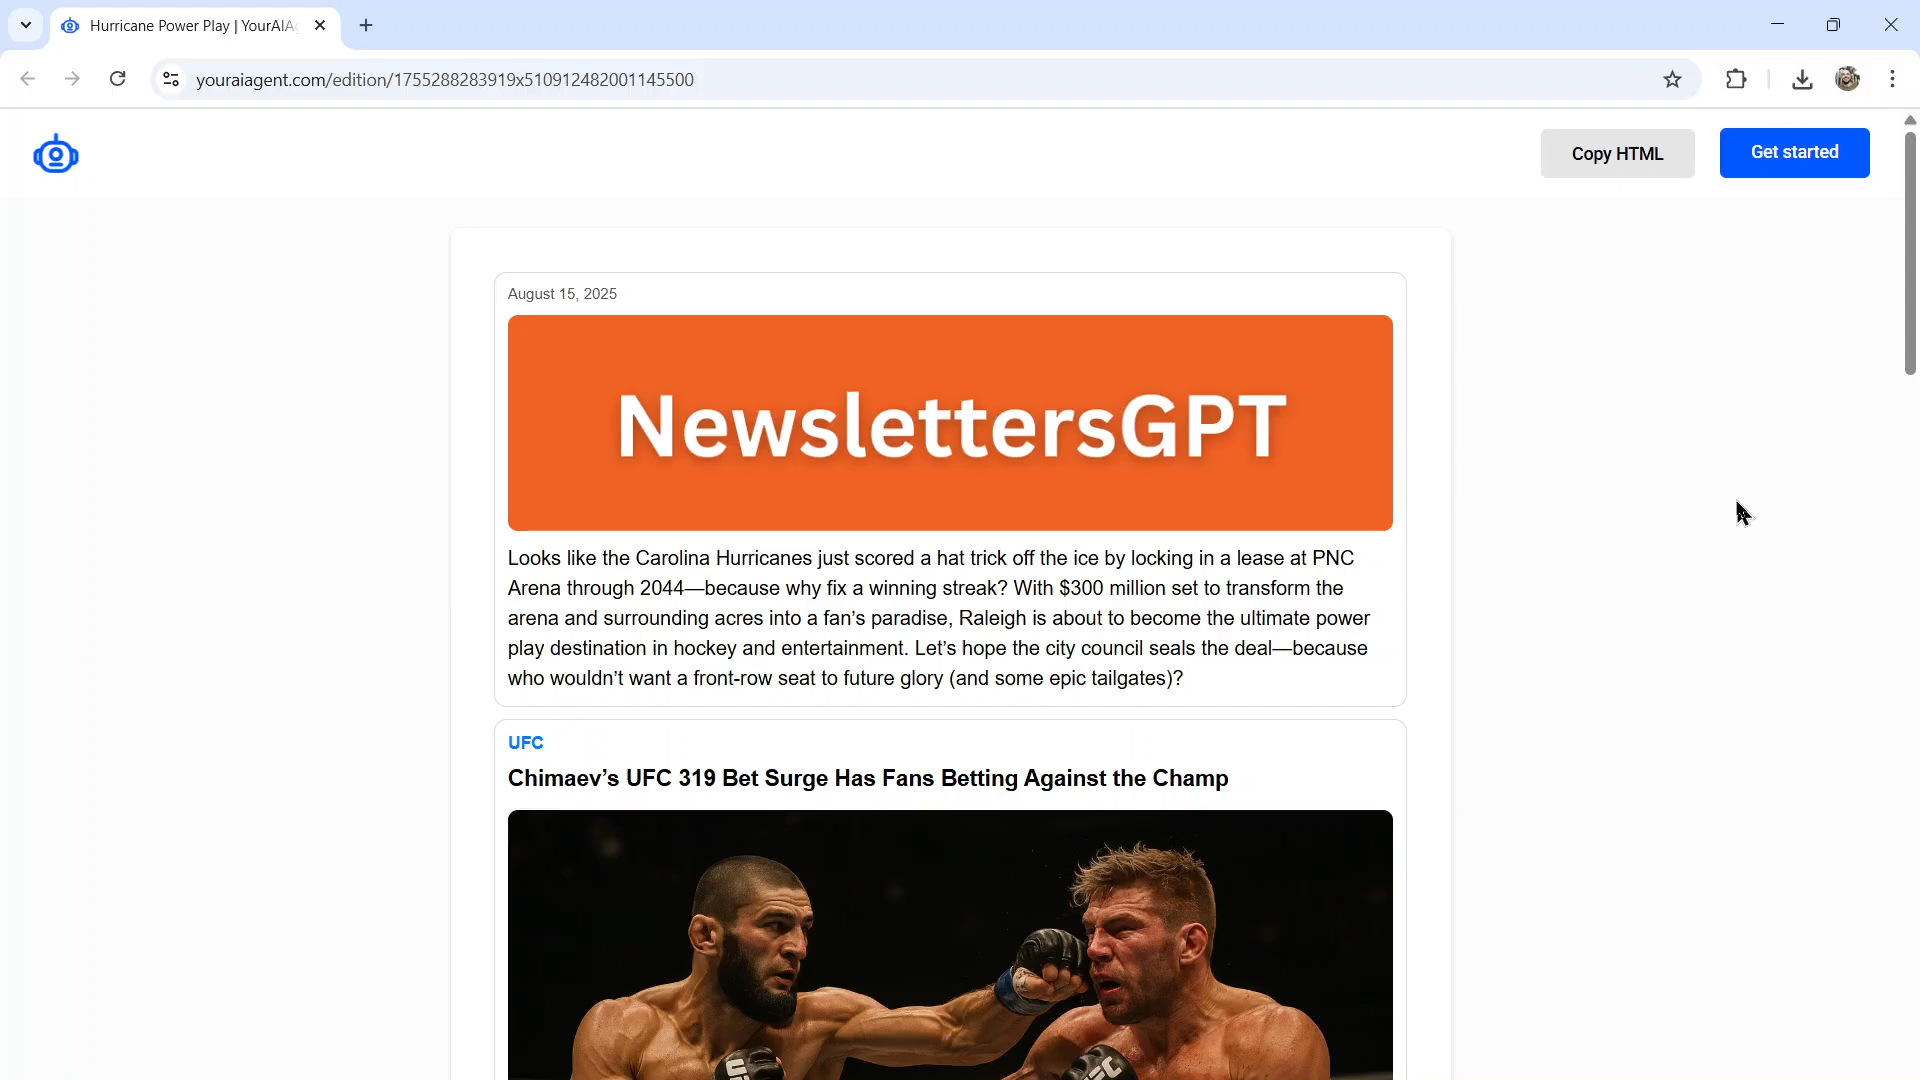 Hurricane Power Play | YourAIA
youraiagent.com/edition/1755288283919x510912482001145500
Copy HTML
Get started
August 15, 2025
NewslettersGPT
Looks like the Carolina Hurricanes just scored a hat trick off the ice by locking in a lease at PNC
Arena through 2044—because why fix a winning streak? With $300 million set to transform the
arena and surrounding acres into a fan’s paradise, Raleigh is about to become the ultimate power
play destination in hockey and entertainment. Let’s hope the city council seals the deal—because
who wouldn’t want a front-row seat to future glory (and some epic tailgates)?
UFC
Chimaev’s UFC 319 Bet Surge Has Fans Betting Against the Champ